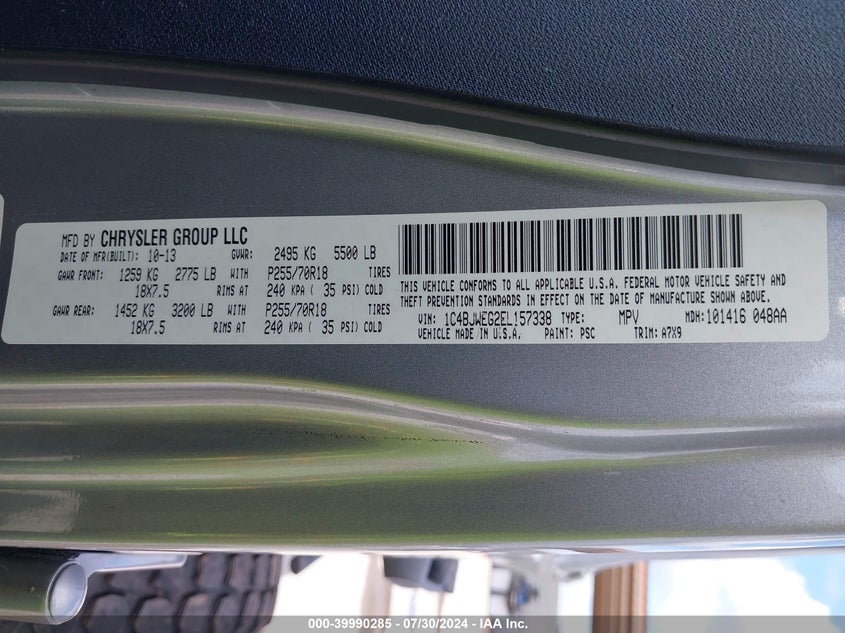 MFD BY CHRYSLER GROUP LLC
DATE OF MFR(BUILT): 10-13 GVWR: 2495 KG 5500 LB
GAWR FRONT: 1259 KG 2775 LB WITH P255/70R18 TIRES
18X7.5 RIMS AT 240 KPA ( 35 PSI) COLD
GAWR REAR: 1452 KG 3200 LB WITH P255/70R18 TIRES
18X7.5 RIMS AT 240 KPA ( 35 PSI) COLD
THIS VEHICLE CONFORMS TO ALL APPLICABLE U.S.A. FEDERAL MOTOR VEHICLE SAFETY AND
THEFT PREVENTION STANDARDS IN EFFECT ON THE DATE OF MANUFACTURE SHOWN ABOVE.
VIN: 1C4BJWEG2EL157338 TYPE: MPV MDH:101416 048AA
VEHICLE MADE IN U.S.A. PAINT: PSC TRIM: A7X9
000-39990285 - 07/30/2024 - IAA Inc.